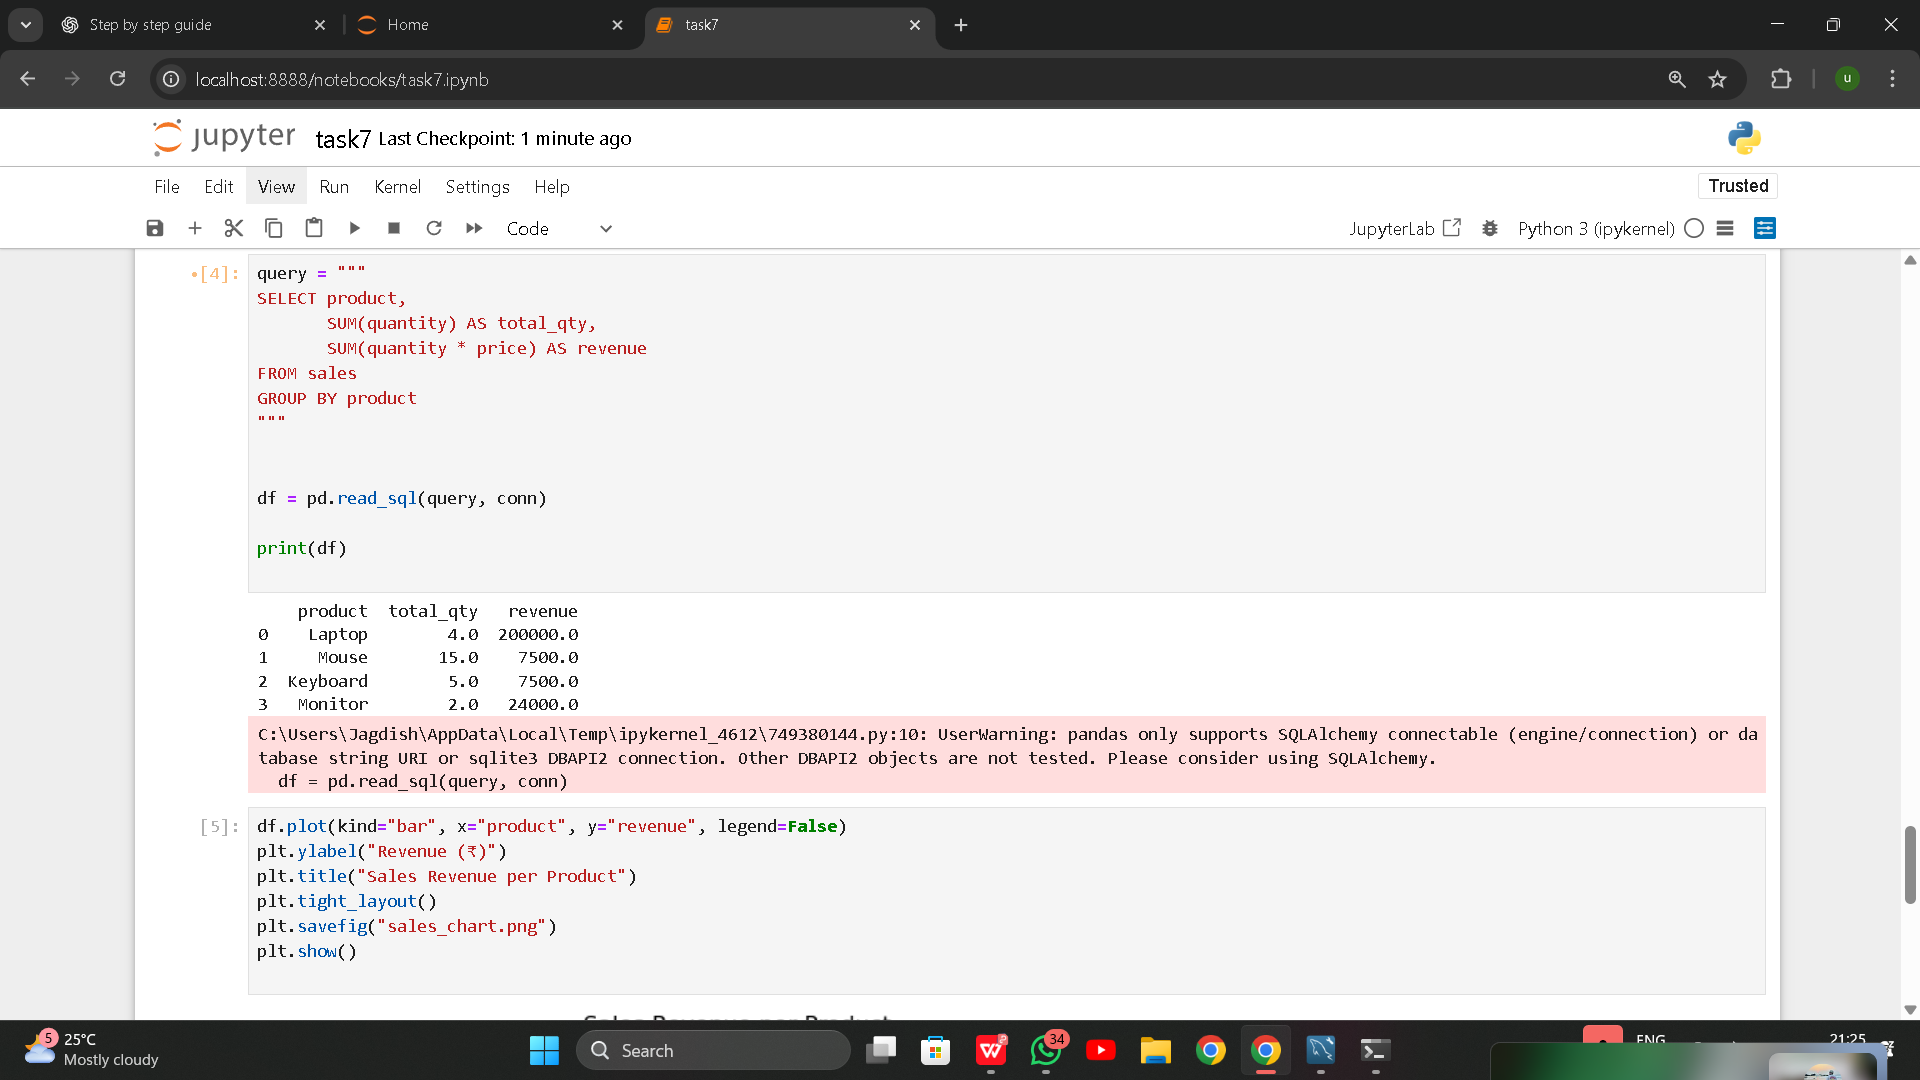 Step by step guide
Home
task7
localhost:8888/notebooks/task7.ipynb
u
jupyter task7 Last Checkpoint: 1 minute ago
File Edit View Run Kernel Settings Help
Trusted
Code
JupyterLab
Python 3 (ipykernel)
•[4]:
query = """
SELECT product,
       SUM(quantity) AS total_qty,
       SUM(quantity * price) AS revenue
FROM sales
GROUP BY product
"""
df = pd.read_sql(query, conn)
print(df)
    product  total_qty   revenue
0    Laptop        4.0  200000.0
1     Mouse       15.0    7500.0
2  Keyboard        5.0    7500.0
3   Monitor        2.0   24000.0
C:\Users\Jagdish\AppData\Local\Temp\ipykernel_4612\749380144.py:10: UserWarning: pandas only supports SQLAlchemy connectable (engine/connection) or da
tabase string URI or sqlite3 DBAPI2 connection. Other DBAPI2 objects are not tested. Please consider using SQLAlchemy.
  df = pd.read_sql(query, conn)
[5]:
df.plot(kind="bar", x="product", y="revenue", legend=False)
plt.ylabel("Revenue (₹)")
plt.title("Sales Revenue per Product")
plt.tight_layout()
plt.savefig("sales_chart.png")
plt.show()
Sales Revenue per Product
5
25°C
Mostly cloudy
Search
34
ENG
21:25